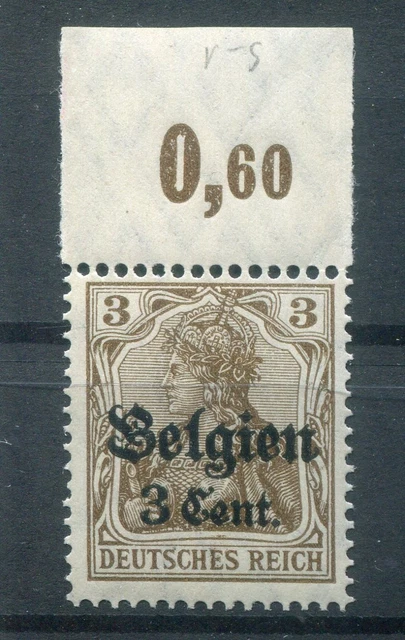 V-S
0,60
3 3
Belgien
3 Cent.
DEUTSCHES REICH